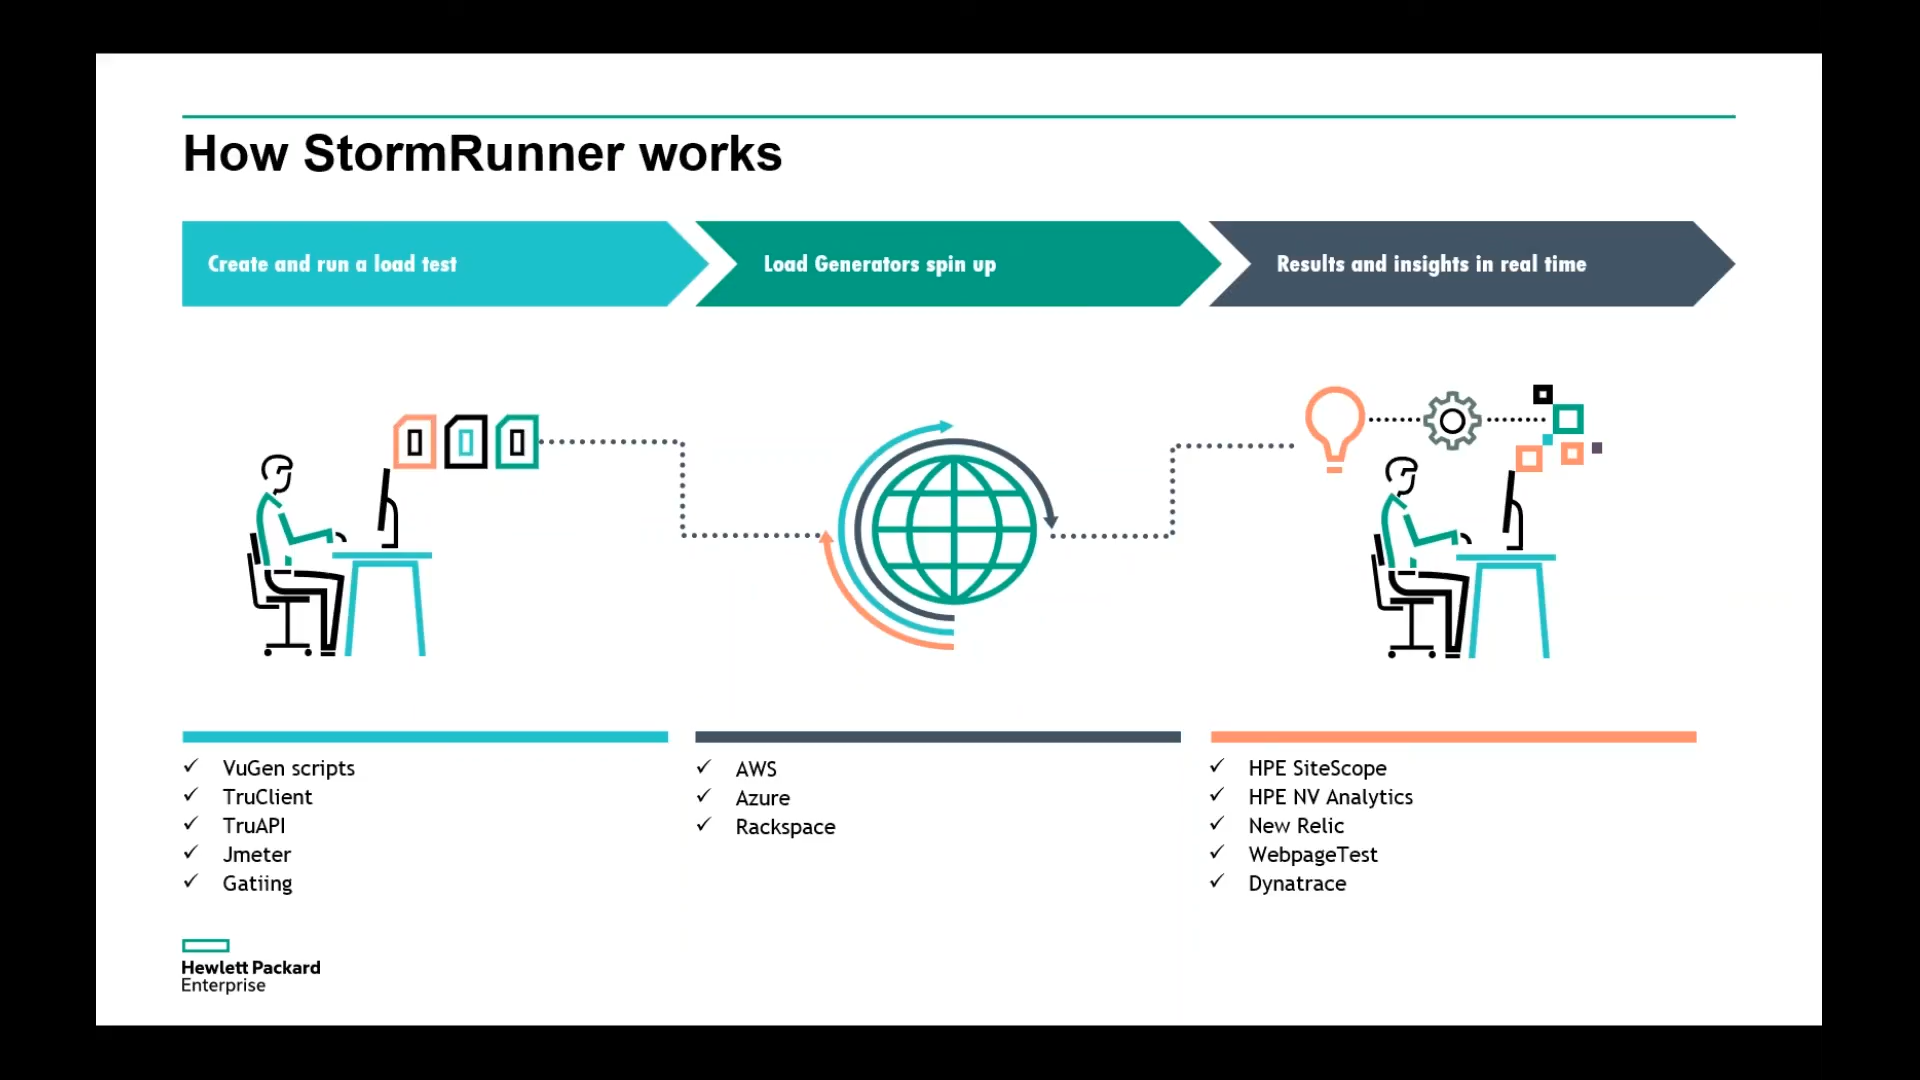 How StormRunner works
Create and run a load test
Load Generators spin up
Results and insights in real time
✓ VuGen scripts
✓ TruClient
✓ TruAPI
✓ Jmeter
✓ Gatiing
✓ AWS
✓ Azure
✓ Rackspace
✓ HPE SiteScope
✓ HPE NV Analytics
✓ New Relic
✓ WebpageTest
✓ Dynatrace
Hewlett Packard
Enterprise